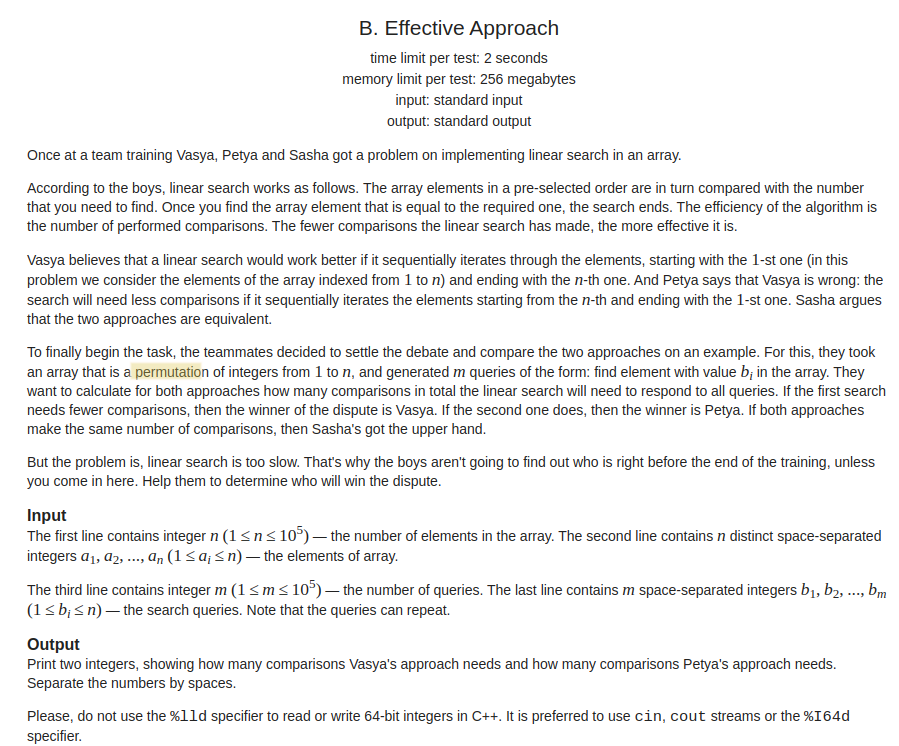 B. Effective Approach
time limit per test: 2 seconds
memory limit per test: 256 megabytes
input: standard input
output: standard output
Once at a team training Vasya, Petya and Sasha got a problem on implementing linear search in an array.
According to the boys, linear search works as follows. The array elements in a pre-selected order are in turn compared with the number
that you need to find. Once you find the array element that is equal to the required one, the search ends. The efficiency of the algorithm is
the number of performed comparisons. The fewer comparisons the linear search has made, the more effective it is.
Vasya believes that a linear search would work better if it sequentially iterates through the elements, starting with the 1-st one (in this
problem we consider the elements of the array indexed from 1 to n) and ending with the n-th one. And Petya says that Vasya is wrong: the
search will need less comparisons if it sequentially iterates the elements starting from the n-th and ending with the 1-st one. Sasha argues
that the two approaches are equivalent.
To finally begin the task, the teammates decided to settle the debate and compare the two approaches on an example. For this, they took
an array that is a permutation of integers from 1 to n, and generated m queries of the form: find element with value bᵢ in the array. They
want to calculate for both approaches how many comparisons in total the linear search will need to respond to all queries. If the first search
needs fewer comparisons, then the winner of the dispute is Vasya. If the second one does, then the winner is Petya. If both approaches
make the same number of comparisons, then Sasha's got the upper hand.
But the problem is, linear search is too slow. That's why the boys aren't going to find out who is right before the end of the training, unless
you come in here. Help them to determine who will win the dispute.
Input
The first line contains integer n (1 ≤ n ≤ 10⁵) — the number of elements in the array. The second line contains n distinct space-separated
integers a₁, a₂, ..., aₙ (1 ≤ aᵢ ≤ n) — the elements of array.
The third line contains integer m (1 ≤ m ≤ 10⁵) — the number of queries. The last line contains m space-separated integers b₁, b₂, ..., bₘ
(1 ≤ bᵢ ≤ n) — the search queries. Note that the queries can repeat.
Output
Print two integers, showing how many comparisons Vasya's approach needs and how many comparisons Petya's approach needs.
Separate the numbers by spaces.
Please, do not use the %lld specifier to read or write 64-bit integers in C++. It is preferred to use cin, cout streams or the %I64d
specifier.